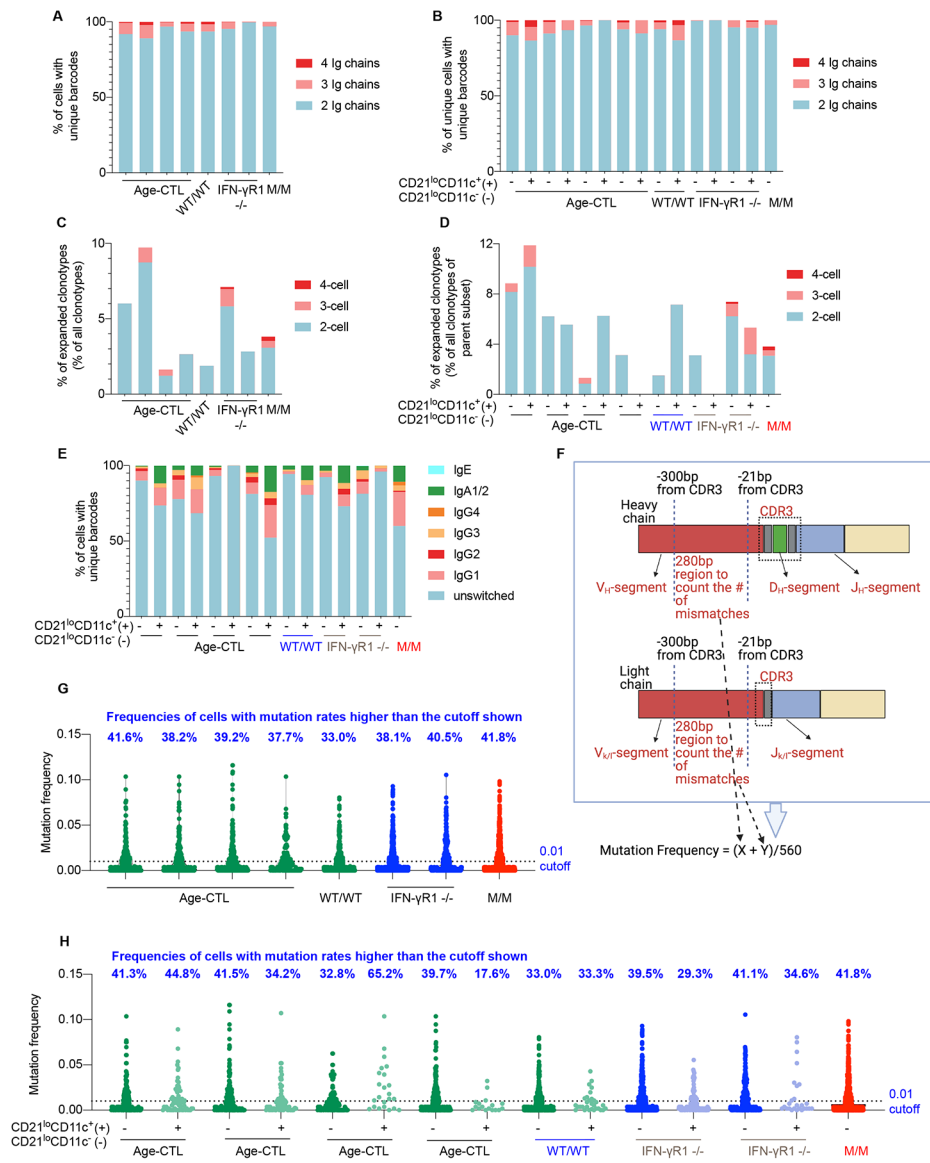 A
% of cells with
unique barcodes
100
50
0
4 Ig chains
3 Ig chains
2 Ig chains
Age-CTL
WT/WT
IFN-γR1
-/-
M/M
B
% of unique cells with
unique barcodes
100
50
0
4 Ig chains
3 Ig chains
2 Ig chains
CD21loCD11c+(+)
CD21loCD11c-(-)
- + - + - + - + - + - + - + -
Age-CTL
WT/WT IFN-γR1 -/- M/M
C
% of expanded clonotypes
(% of all clonotypes)
10
5
0
4-cell
3-cell
2-cell
Age-CTL
WT/WT
IFN-γR1
-/-
M/M
D
% of expanded clonotypes
(% of all clonotypes of
parent subset)
12
8
4
0
4-cell
3-cell
2-cell
CD21loCD11c+(+)
CD21loCD11c-(-)
- + - + - + - + - + - + - + -
Age-CTL
WT/WT IFN-γR1 -/- M/M
E
% of cells with
unique barcodes
100
50
0
IgE
IgA1/2
IgG4
IgG3
IgG2
IgG1
unswitched
CD21loCD11c+(+)
CD21loCD11c-(-)
- + - + - + - + - + - + - + -
Age-CTL
WT/WT IFN-γR1 -/- M/M
F
-300bp
from CDR3
-21bp
from CDR3
Heavy
chain
CDR3
280bp
region to
count the #
of
mismatches
VH-segment
DH-segment
JH-segment
-300bp
from CDR3
-21bp
from CDR3
Light
chain
CDR3
280bp
region to
count the #
of
mismatches
Vk/l-segment
Jk/l-segment
Mutation Frequency = (X + Y)/560
G
Frequencies of cells with mutation rates higher than the cutoff shown
41.6% 38.2% 39.2% 37.7% 33.0% 38.1% 40.5% 41.8%
Mutation frequency
0.15
0.10
0.05
0.00
0.01
cutoff
Age-CTL WT/WT IFN-γR1 -/- M/M
H
Frequencies of cells with mutation rates higher than the cutoff shown
41.3% 44.8% 41.5% 34.2% 32.8% 65.2% 39.7% 17.6% 33.0% 33.3% 39.5% 29.3% 41.1% 34.6% 41.8%
Mutation frequency
0.15
0.10
0.05
0.00
0.01
cutoff
CD21loCD11c+(+)
CD21loCD11c-(-)
- + - + - + - + - + - + - + -
Age-CTL Age-CTL Age-CTL Age-CTL WT/WT IFN-γR1 -/- IFN-γR1 -/- M/M